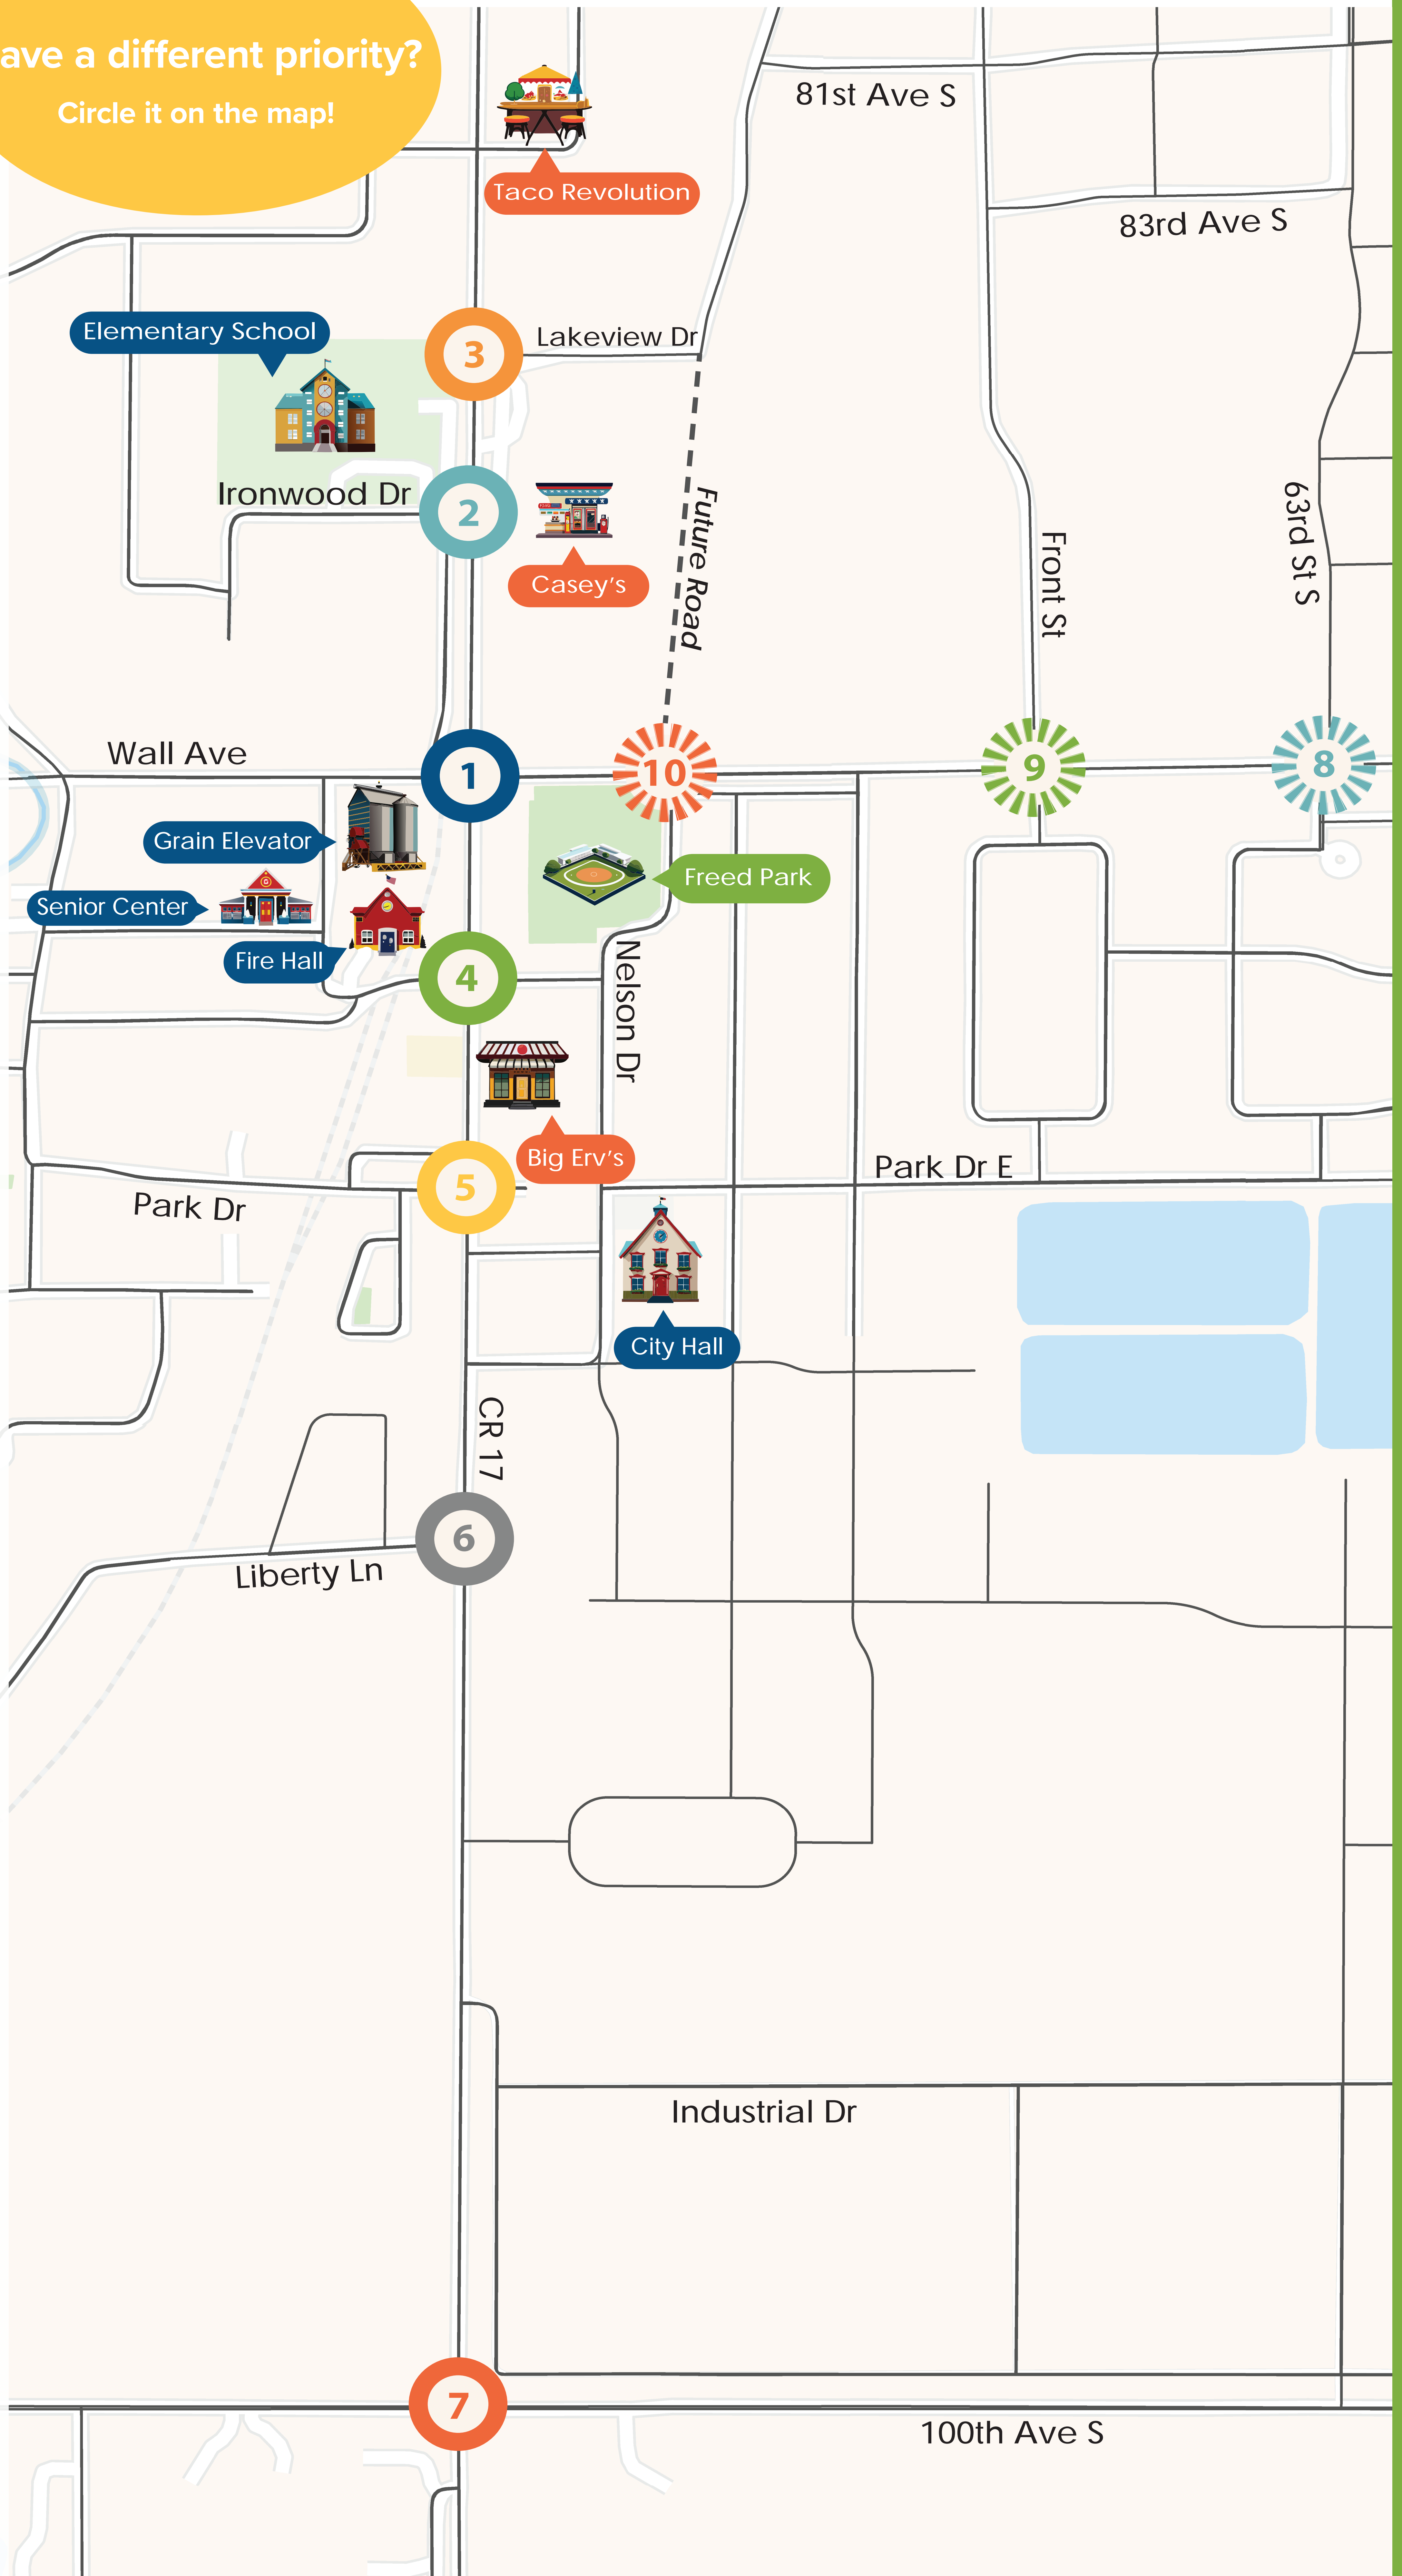 ave a different priority?
Circle it on the map!
81st Ave S
Taco Revolution
83rd Ave S
Elementary School
3
Lakeview Dr
Ironwood Dr
2
Casey's
Future Road
Front St
63rd St S
Wall Ave
1
10
9
8
Grain Elevator
Freed Park
Senior Center
Fire Hall
4
Nelson Dr
Big Erv's
Park Dr E
5
Park Dr
City Hall
CR 17
6
Liberty Ln
Industrial Dr
7
100th Ave S